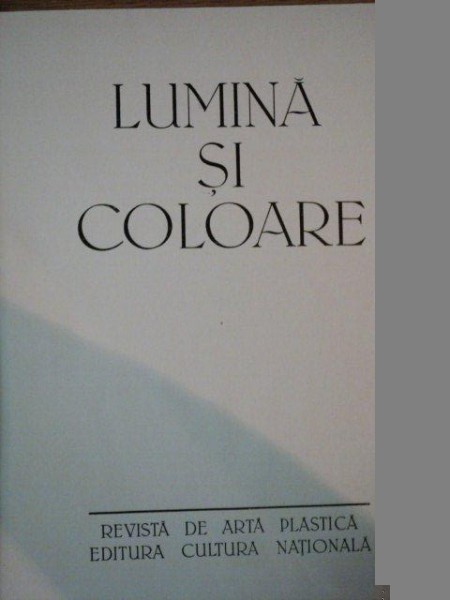 LUMINĂ
ȘI
COLOARE
REVISTĂ DE ARTĂ PLASTICĂ
EDITURA CULTURA NAȚIONALĂ